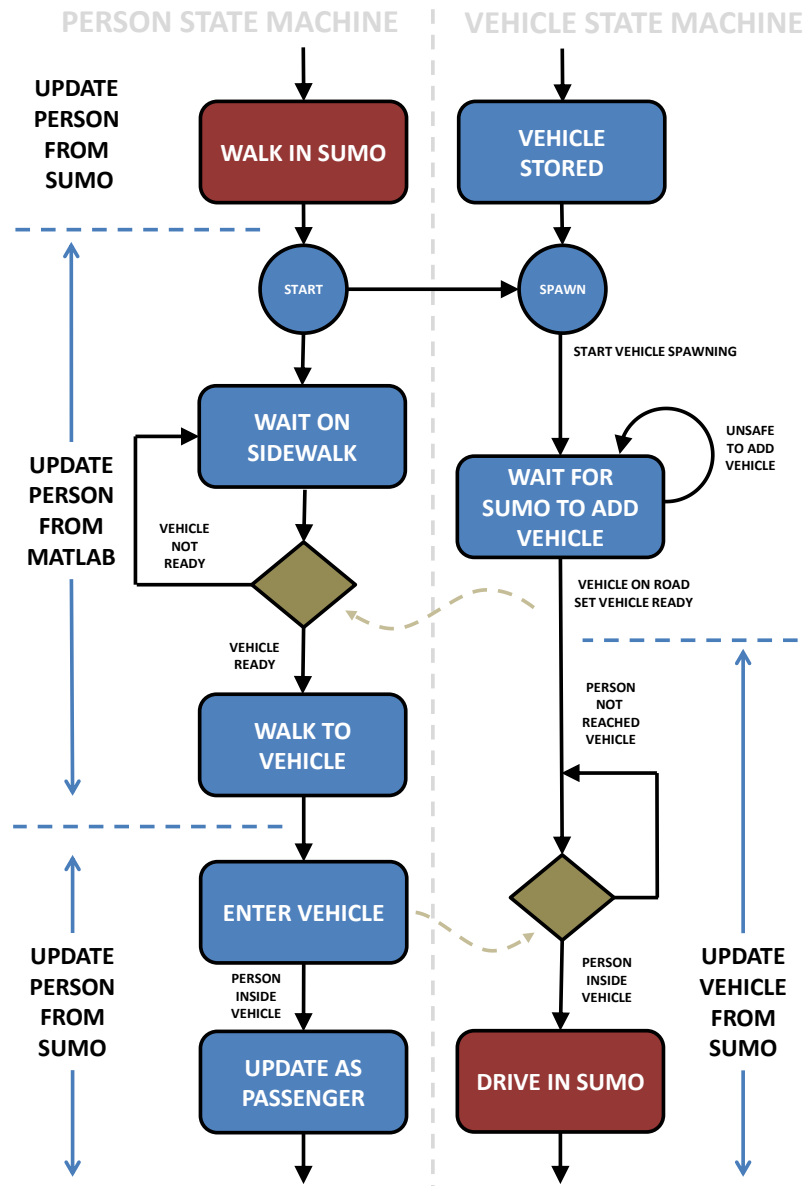 PERSON STATE MACHINE
VEHICLE STATE MACHINE
UPDATE
PERSON
FROM
SUMO
WALK IN SUMO
VEHICLE
STORED
START
SPAWN
START VEHICLE SPAWNING
WAIT ON
SIDEWALK
UNSAFE
TO ADD
VEHICLE
UPDATE
PERSON
FROM
MATLAB
WAIT FOR
SUMO TO ADD
VEHICLE
VEHICLE
NOT
READY
VEHICLE ON ROAD
SET VEHICLE READY
VEHICLE
READY
PERSON
NOT
REACHED
VEHICLE
WALK TO
VEHICLE
ENTER VEHICLE
UPDATE
PERSON
FROM
SUMO
PERSON
INSIDE
VEHICLE
PERSON
INSIDE
VEHICLE
UPDATE
VEHICLE
FROM
SUMO
UPDATE AS
PASSENGER
DRIVE IN SUMO